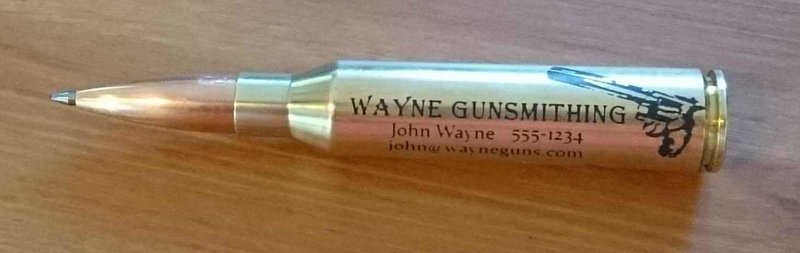 WAYNE GUNSMITHING
John Wayne 555-1234
john@wayneguns.com